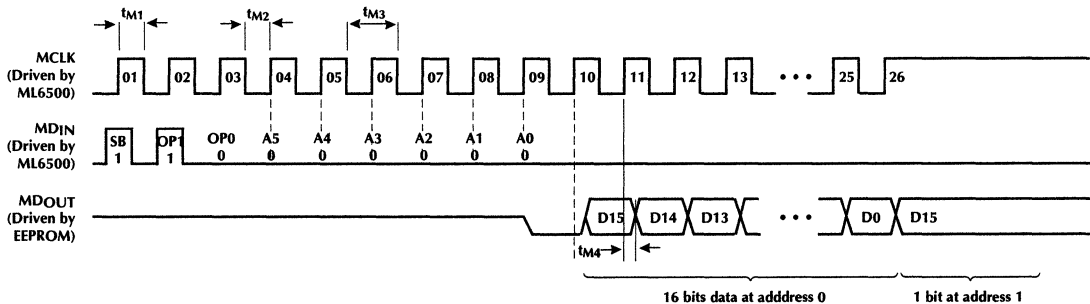 tM1 tM2 tM3
MCLK
(Driven by
ML6500)
01 02 03 04 05 06 07 08 09 10 11 12 13 • • • 25 26
MDIN
(Driven by
ML6500)
SB OP1 OP0 A5 A4 A3 A2 A1 A0
1 1 0 0 0 0 0 0 0
MDOUT
(Driven by
EEPROM)
D15 D14 D13 • • • D0 D15
tM4
16 bits data at adddress 0 1 bit at address 1